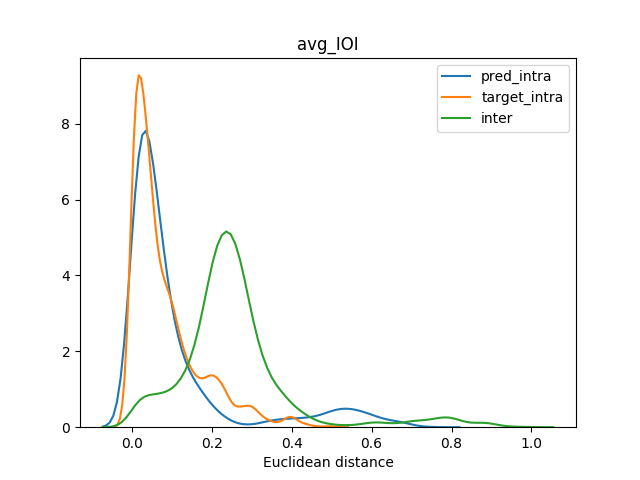 avg_IOI
pred_intra
target_intra
inter
8
6
4
2
0
0.0 0.2 0.4 0.6 0.8 1.0
Euclidean distance